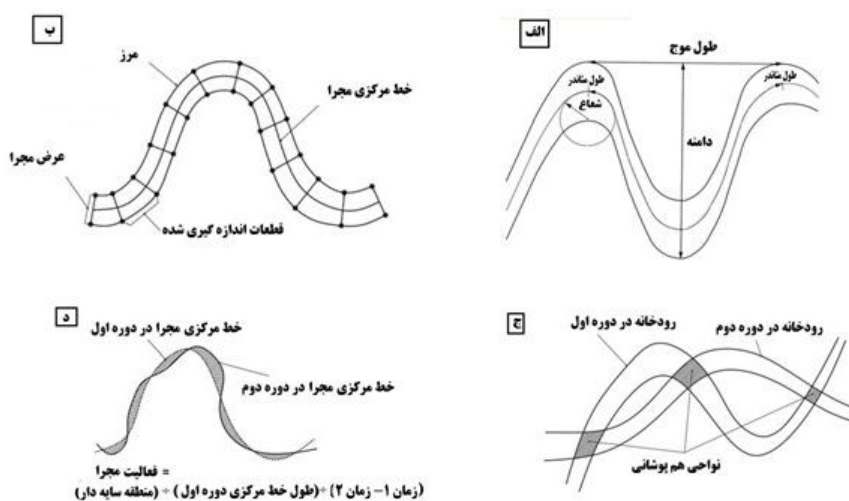 الف
طول موج
طول مئاندر
طول مئاندر
شعاع
دامنه
ب
مرز
خط مرکزی مجرا
عرض مجرا
قطعات اندازه گیری شده
ج
رودخانه در دوره اول
رودخانه در دوره دوم
نواحی هم پوشانی
د
خط مرکزی مجرا در دوره اول
خط مرکزی مجرا در دوره دوم
فعالیت مجرا =
(زمان ۱- زمان ۲)÷(طول خط مرکزی دوره اول)÷(منطقه سایه دار)